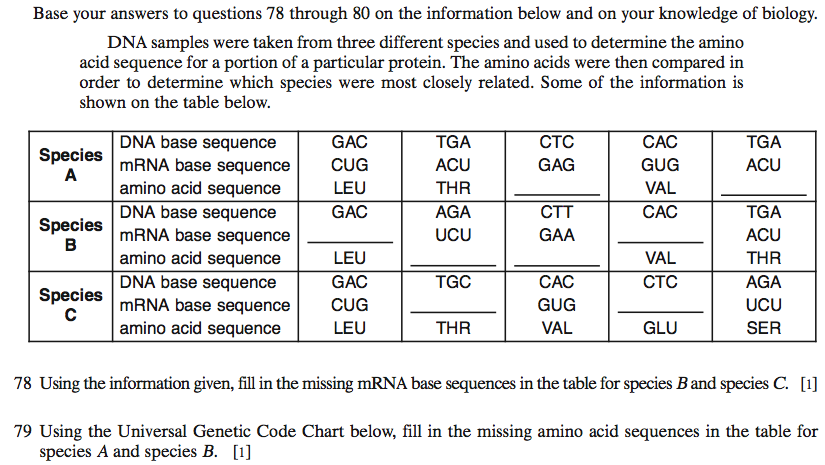 Base your answers to questions 78 through 80 on the information below and on your knowledge of biology.
DNA samples were taken from three different species and used to determine the amino
acid sequence for a portion of a particular protein. The amino acids were then compared in
order to determine which species were most closely related. Some of the information is
shown on the table below.
Species A
DNA base sequence GAC TGA CTC CAC TGA
mRNA base sequence CUG ACU GAG GUG ACU
amino acid sequence LEU THR ________ VAL ________
Species B
DNA base sequence GAC AGA CTT CAC TGA
mRNA base sequence ________ UCU GAA ________ ACU
amino acid sequence LEU ________ ________ VAL THR
Species C
DNA base sequence GAC TGC CAC CTC AGA
mRNA base sequence CUG ________ GUG ________ UCU
amino acid sequence LEU THR VAL GLU SER
78 Using the information given, fill in the missing mRNA base sequences in the table for species B and species C. [1]
79 Using the Universal Genetic Code Chart below, fill in the missing amino acid sequences in the table for
species A and species B. [1]